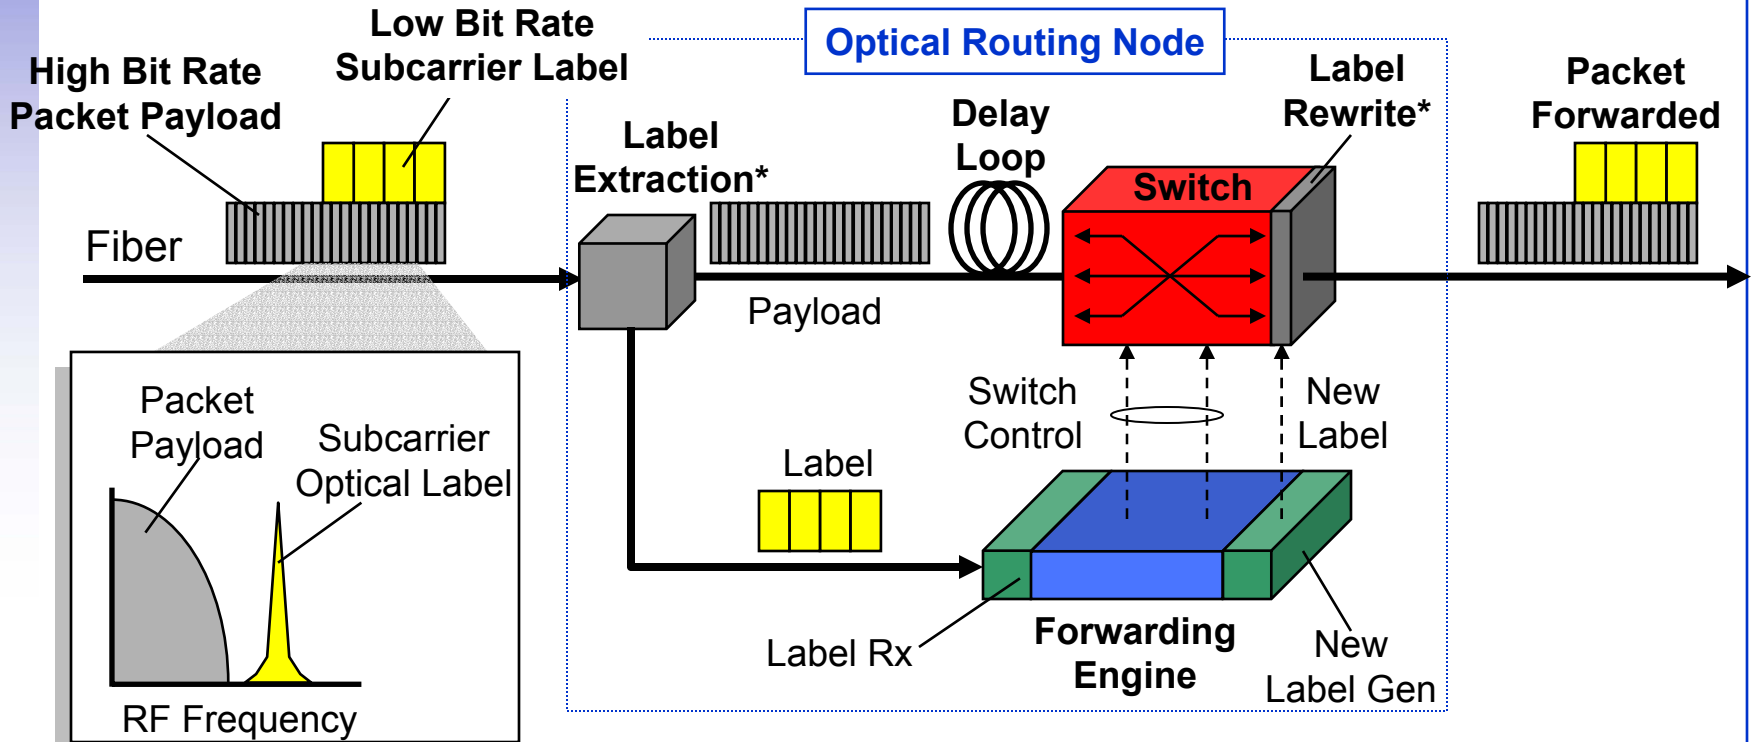 Low Bit Rate
Subcarrier Label
High Bit Rate
Packet Payload
Optical Routing Node
Label
Rewrite*
Packet
Forwarded
Label
Extraction*
Delay
Loop
Switch
Fiber
Payload
Switch
Control
New
Label
Packet
Payload
Subcarrier
Optical Label
RF Frequency
Label
Label Rx
Forwarding
Engine
New
Label Gen